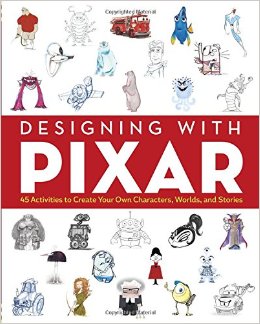 DESIGNING WITH
PIXAR
45 Activities to Create Your Own Characters, Worlds, and Stories